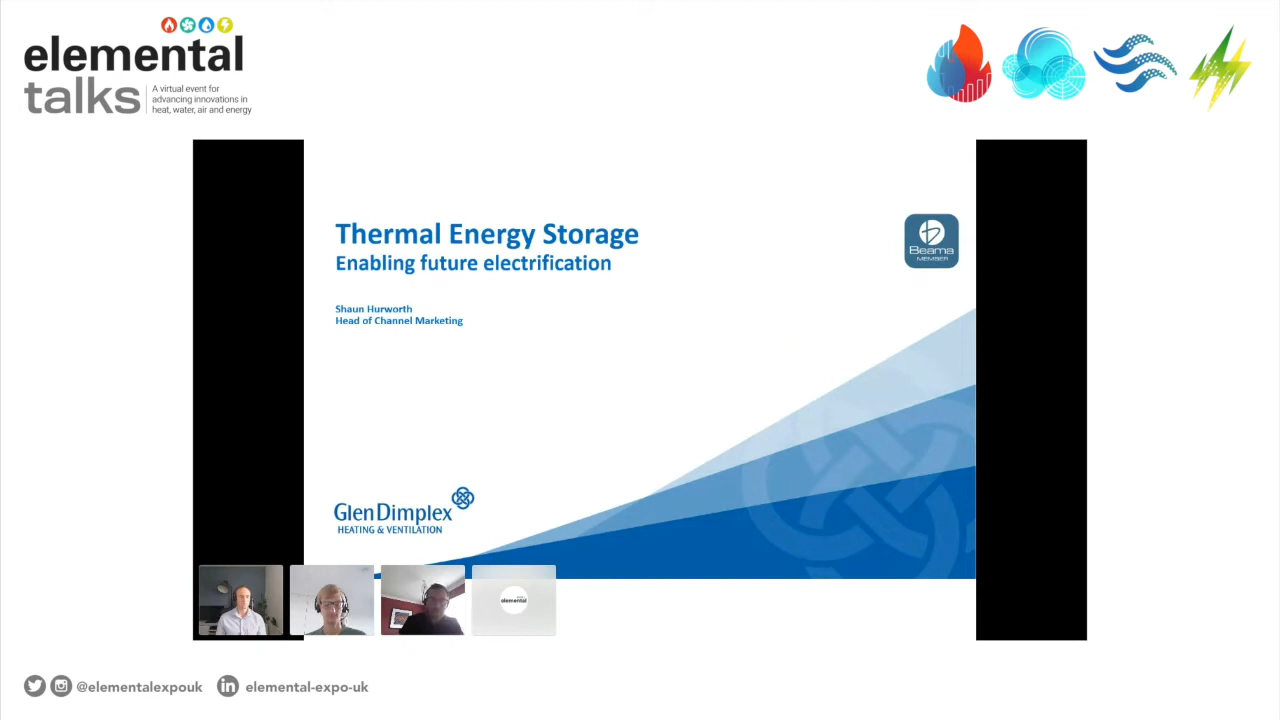 elemental
talks
A virtual event for
advancing innovations in
heat, water, air and energy
Thermal Energy Storage
Enabling future electrification
Beama
MEMBER
Shaun Hurworth
Head of Channel Marketing
Glen Dimplex
HEATING & VENTILATION
elemental
@elementalexpouk
in
elemental-expo-uk